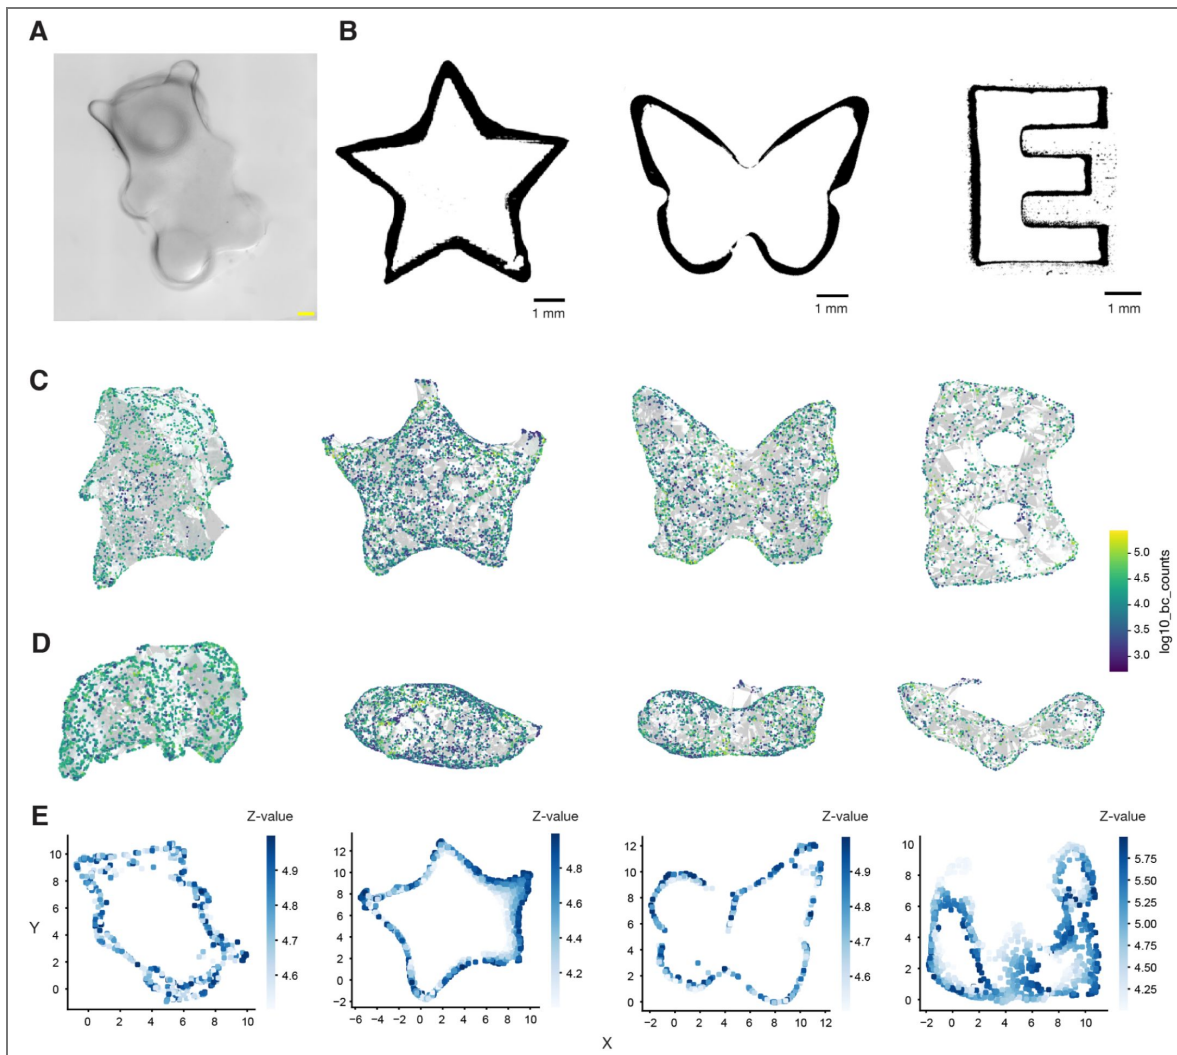 A
B
1 mm
1 mm
1 mm
C
D
5.0
4.5
4.0
3.5
3.0
log10_bc_counts
E
Z-value
Z-value
Z-value
Z-value
Y
10
8
6
4
2
0
0 2 4 6 8 10
4.9
4.8
4.7
4.6
12
10
8
6
4
2
0
−2
−6 −4 −2 0 2 4 6 8 10
4.8
4.6
4.4
4.2
12
10
8
6
4
2
0
−2 0 2 4 6 8 10 12
4.9
4.8
4.7
4.6
10
8
6
4
2
0
−2 0 2 4 6 8 10
5.75
5.50
5.25
5.00
4.75
4.50
4.25
X